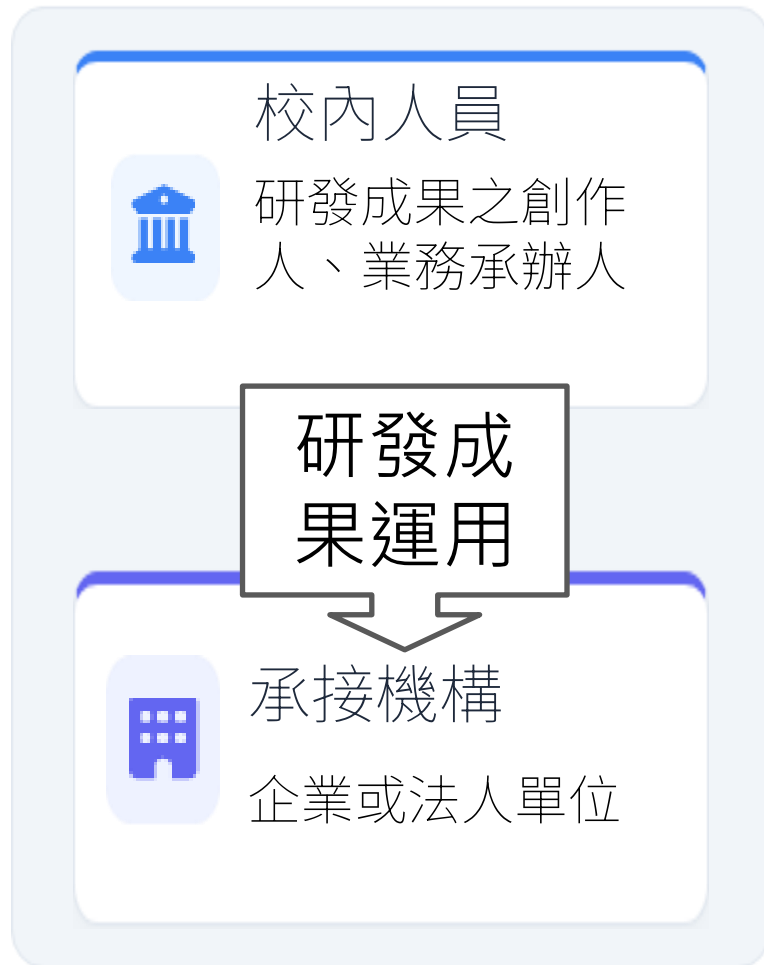 校內人員
研發成果之創作
人、業務承辦人
研發成
果運用
承接機構
企業或法人單位